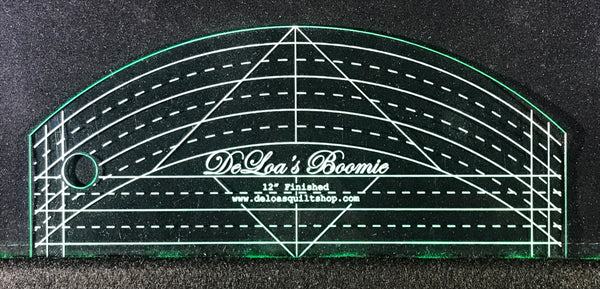 DeLoa's Boomie
12" Finished
www.deloasquiltshop.com